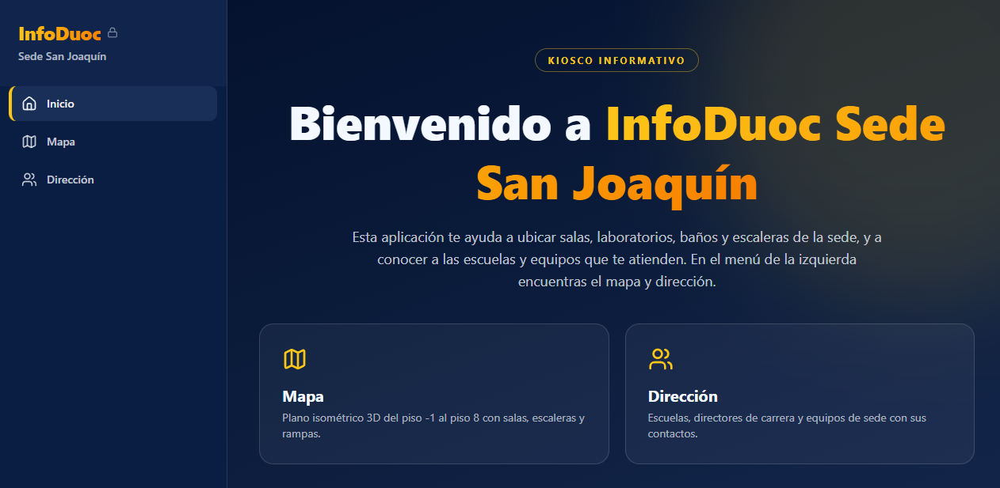 InfoDuoc
Sede San Joaquín
Inicio
Mapa
Dirección
KIOSCO INFORMATIVO
Bienvenido a InfoDuoc Sede
San Joaquín
Esta aplicación te ayuda a ubicar salas, laboratorios, baños y escaleras de la sede, y a
conocer a las escuelas y equipos que te atienden. En el menú de la izquierda
encuentras el mapa y dirección.
Mapa
Plano isométrico 3D del piso -1 al piso 8 con salas, escaleras y
rampas.
Dirección
Escuelas, directores de carrera y equipos de sede con sus
contactos.